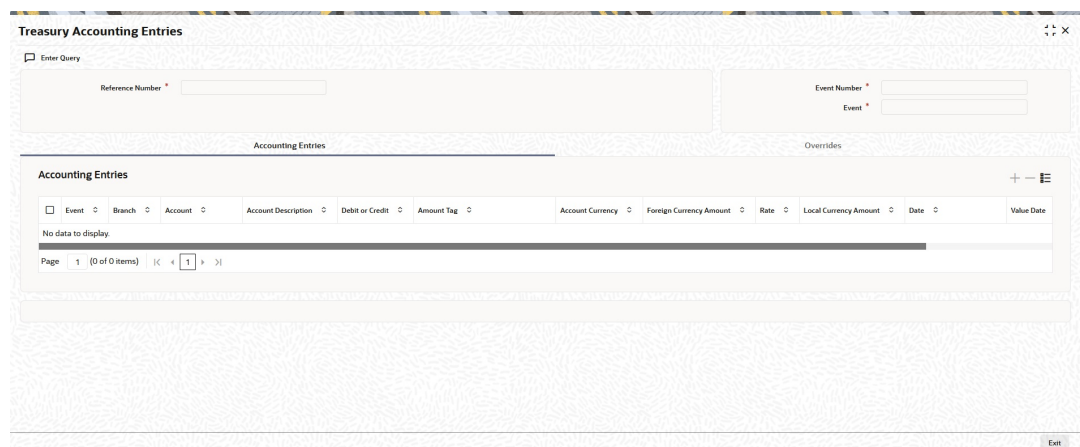 Treasury Accounting Entries
Enter Query
Reference Number *
Event Number *
Event *
Accounting Entries Overrides
Accounting Entries
Event Branch Account Account Description Debit or Credit Amount Tag Account Currency Foreign Currency Amount Rate Local Currency Amount Date Value Date
No data to display.
Page 1 (0 of 0 items) 1
Exit